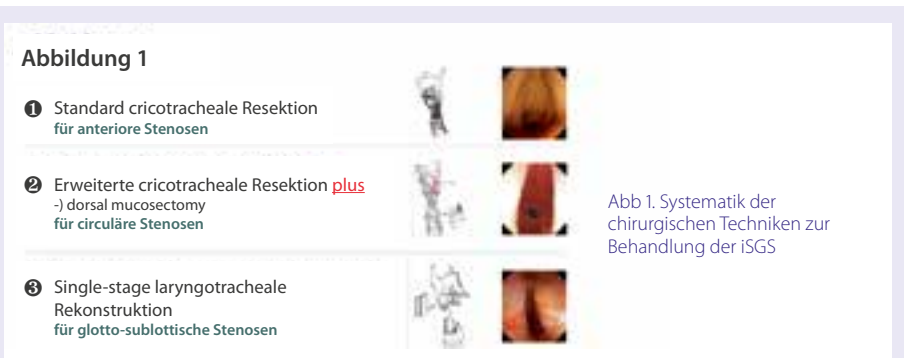 Abbildung 1
❶ Standard cricotracheale Resektion
für anteriore Stenosen
❷ Erweiterte cricotracheale Resektion plus
-) dorsal mucosectomy
für circuläre Stenosen
❸ Single-stage laryngotracheale
Rekonstruktion
für glotto-sublottische Stenosen
Abb 1. Systematik der
chirurgischen Techniken zur
Behandlung der iSGS